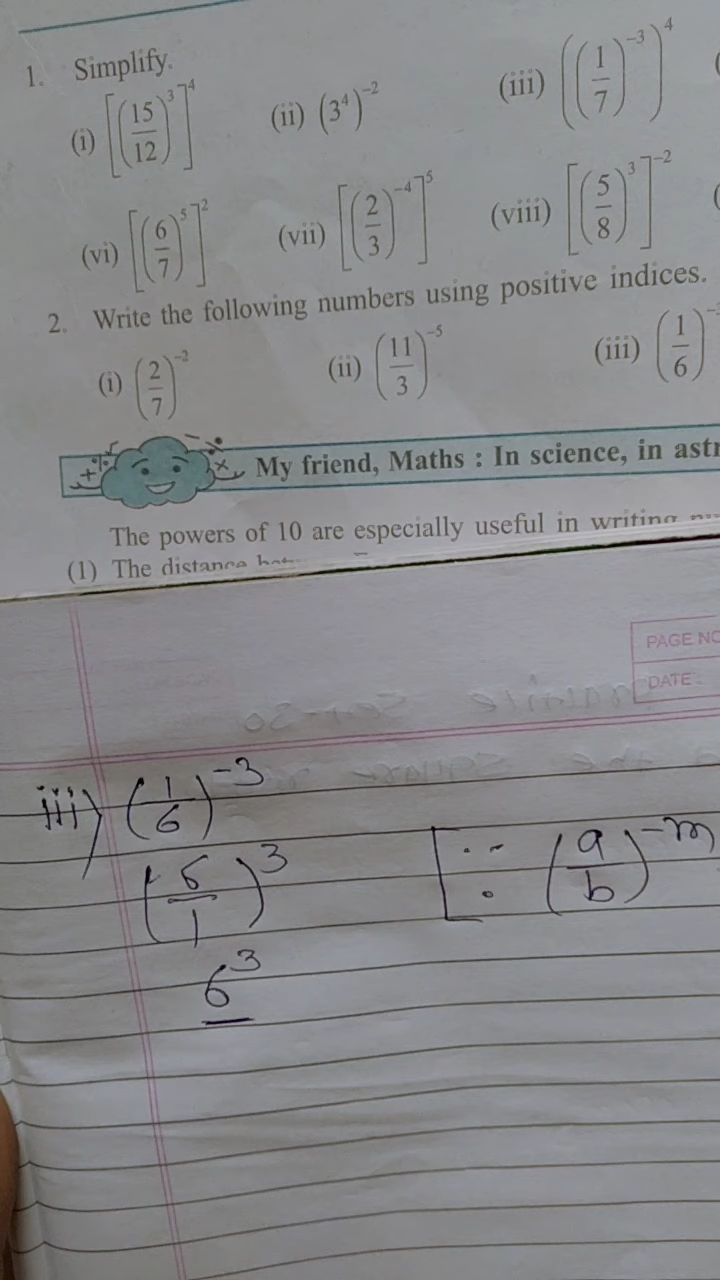 1. Simplify.
(i) [(15/12)^3]^4 (ii) (3^4)^-2 (iii) ((1/7)^-3)^4 (
(vi) [(6/7)^5]^2 (vii) [(2/3)^-4]^5 (viii) [(5/8)^3]^-2 (
2. Write the following numbers using positive indices.
(i) (2/7)^-2 (ii) (11/3)^-5 (iii) (1/6)^-
My friend, Maths : In science, in astr
The powers of 10 are especially useful in writing
(1) The distance
PAGE NO
DATE
iii) (1/6)^-3
(6/1)^3 [∵ (a/b)^-m
6^3